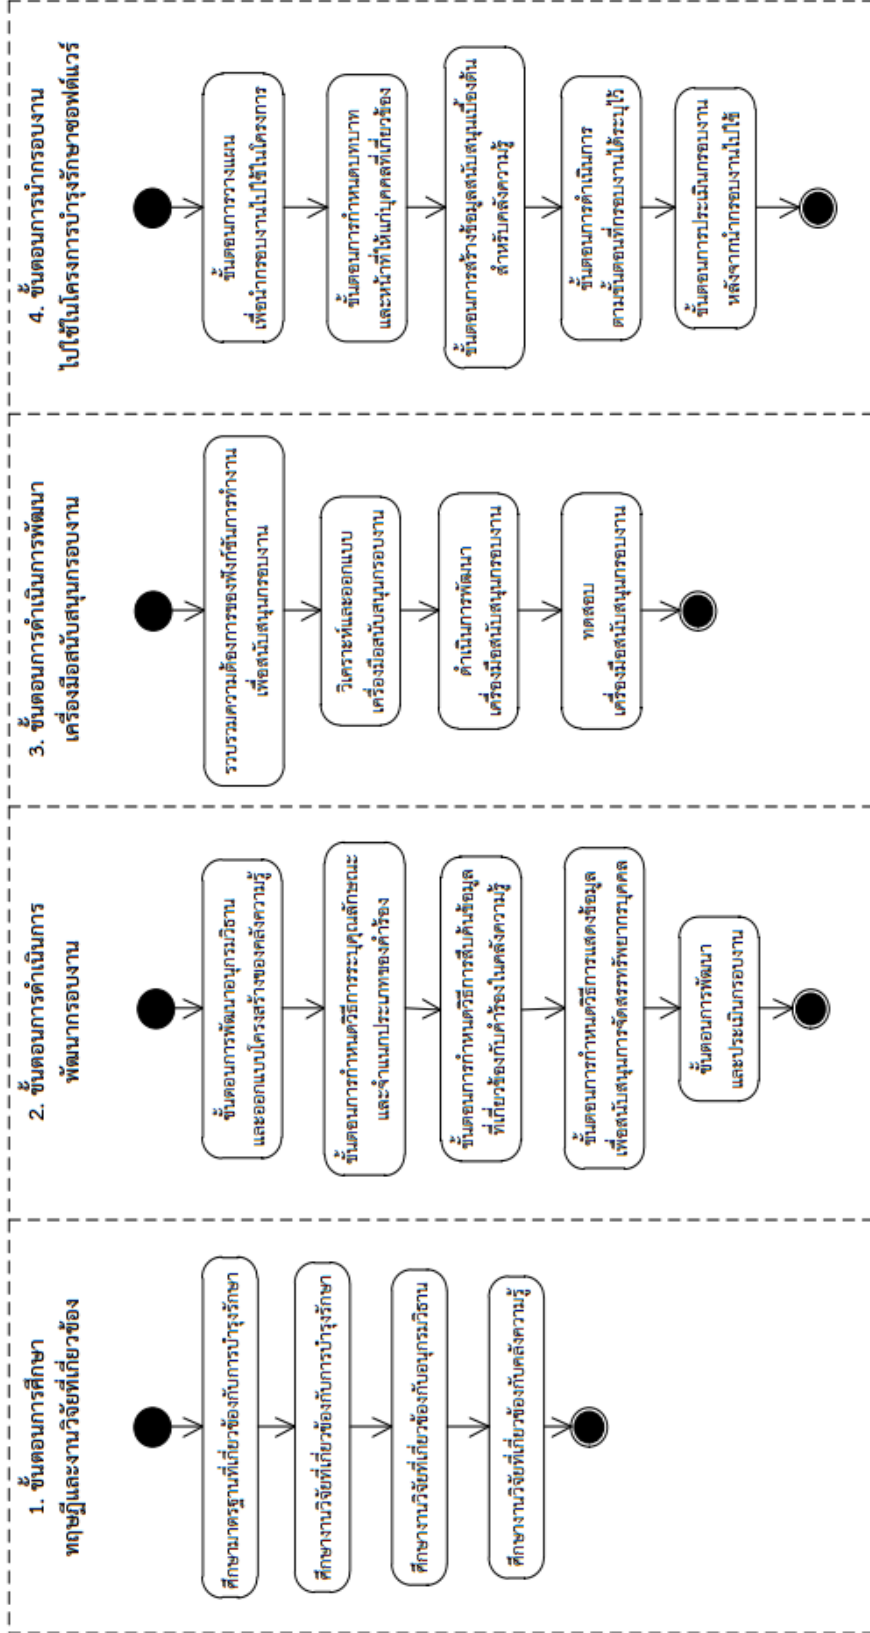 1. ขั้นตอนการศึกษา
ทฤษฎีและงานวิจัยที่เกี่ยวข้อง
ศึกษามาตรฐานที่เกี่ยวข้องกับการบำรุงรักษา
ศึกษางานวิจัยที่เกี่ยวข้องกับการบำรุงรักษา
ศึกษางานวิจัยที่เกี่ยวข้องกับอนุกรมวิธาน
ศึกษางานวิจัยที่เกี่ยวข้องกับคลังความรู้
2. ขั้นตอนการดำเนินการ
พัฒนากรอบงาน
ขั้นตอนการพัฒนาอนุกรมวิธาน
และออกแบบโครงสร้างของคลังความรู้
ขั้นตอนการกำหนดวิธีการระบุคุณลักษณะ
และจำแนกประเภทของคำร้อง
ขั้นตอนการกำหนดวิธีการสืบค้นข้อมูล
ที่เกี่ยวข้องกับคำร้องในคลังความรู้
ขั้นตอนการกำหนดวิธีการแสดงข้อมูล
เพื่อสนับสนุนการจัดสรรทรัพยากรบุคคล
ขั้นตอนการพัฒนา
และประเมินกรอบงาน
3. ขั้นตอนการดำเนินการพัฒนา
เครื่องมือสนับสนุนกรอบงาน
รวบรวมความต้องการของฟังก์ชันการทำงาน
เพื่อสนับสนุนกรอบงาน
วิเคราะห์และออกแบบ
เครื่องมือสนับสนุนกรอบงาน
ดำเนินการพัฒนา
เครื่องมือสนับสนุนกรอบงาน
ทดสอบ
เครื่องมือสนับสนุนกรอบงาน
4. ขั้นตอนการนำกรอบงาน
ไปใช้ในโครงการบำรุงรักษาซอฟต์แวร์
ขั้นตอนการวางแผน
เพื่อนำกรอบงานไปใช้ในโครงการ
ขั้นตอนการกำหนดบทบาท
และหน้าที่ให้แก่บุคคลที่เกี่ยวข้อง
ขั้นตอนการสร้างข้อมูลสนับสนุนเบื้องต้น
สำหรับคลังความรู้
ขั้นตอนการดำเนินการ
ตามขั้นตอนที่กรอบงานได้ระบุไว้
ขั้นตอนการประเมินกรอบงาน
หลังจากนำกรอบงานไปใช้